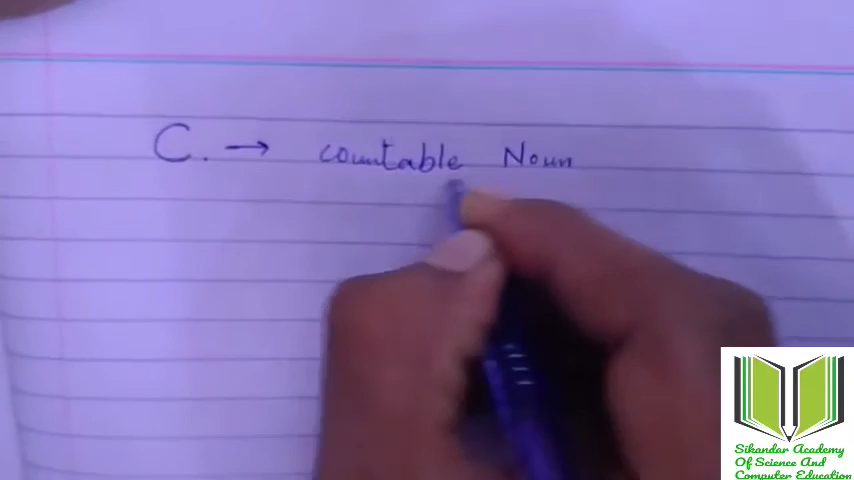 C. → countable Noun
Sikandar Academy
Of Science And
Computer Education